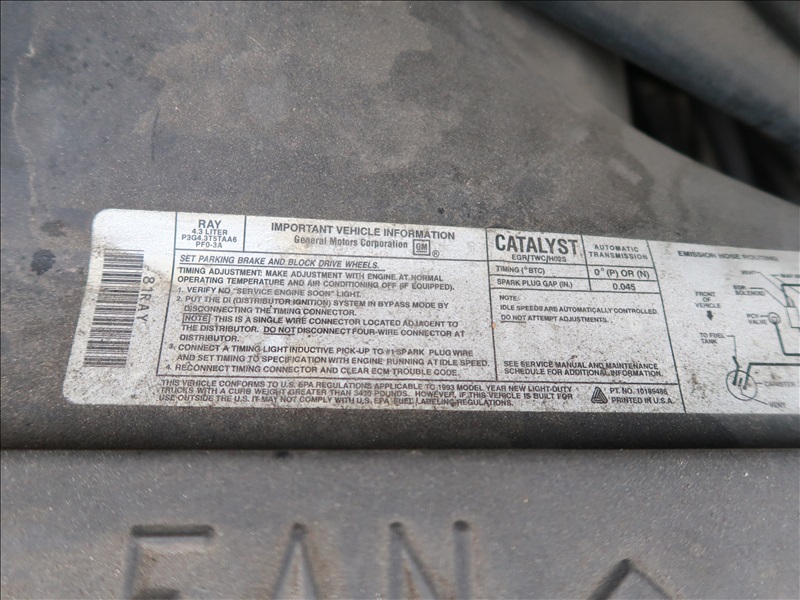 8 RAY
RAY
4.3 LITER
P3G4.3T5TAA6
PF0-3A
IMPORTANT VEHICLE INFORMATION
General Motors Corporation GM
SET PARKING BRAKE AND BLOCK DRIVE WHEELS.
TIMING ADJUSTMENT: MAKE ADJUSTMENT WITH ENGINE AT NORMAL
OPERATING TEMPERATURE AND AIR CONDITIONING OFF (IF EQUIPPED).
1. VERIFY NO "SERVICE ENGINE SOON" LIGHT.
2. PUT THE DI (DISTRIBUTOR IGNITION) SYSTEM IN BYPASS MODE BY
DISCONNECTING THE TIMING CONNECTOR.
NOTE THIS IS A SINGLE WIRE CONNECTOR LOCATED ADJACENT TO
THE DISTRIBUTOR. DO NOT DISCONNECT FOUR-WIRE CONNECTOR AT
DISTRIBUTOR.
3. CONNECT A TIMING LIGHT INDUCTIVE PICK-UP TO #1 SPARK PLUG WIRE
AND SET TIMING TO SPECIFICATION WITH ENGINE RUNNING AT IDLE SPEED.
4. RECONNECT TIMING CONNECTOR AND CLEAR ECM TROUBLE CODE.
THIS VEHICLE CONFORMS TO U.S. EPA REGULATIONS APPLICABLE TO 1993 MODEL YEAR NEW LIGHT-DUTY
TRUCKS WITH A CURB WEIGHT GREATER THAN 3450 POUNDS. HOWEVER, IF THIS VEHICLE IS BUILT FOR
USE OUTSIDE THE U.S. IT MAY NOT COMPLY WITH U.S. EPA FUEL LABELING REGULATIONS.
CATALYST
EGR/TWC/HO2S
AUTOMATIC
TRANSMISSION
TIMING (°BTC) 0° (P) OR (N)
SPARK PLUG GAP (IN.) 0.045
NOTE:
IDLE SPEEDS ARE AUTOMATICALLY CONTROLLED.
DO NOT ATTEMPT ADJUSTMENTS.
SEE SERVICE MANUAL AND MAINTENANCE
SCHEDULE FOR ADDITIONAL INFORMATION.
PT. NO. 10189486
PRINTED IN U.S.A.
EMISSION HOSE ROUTING
FRONT
OF
VEHICLE
EGR
SOLENOID
PCV
VALVE
TO FUEL
TANK
CANISTER
VENT
FAN